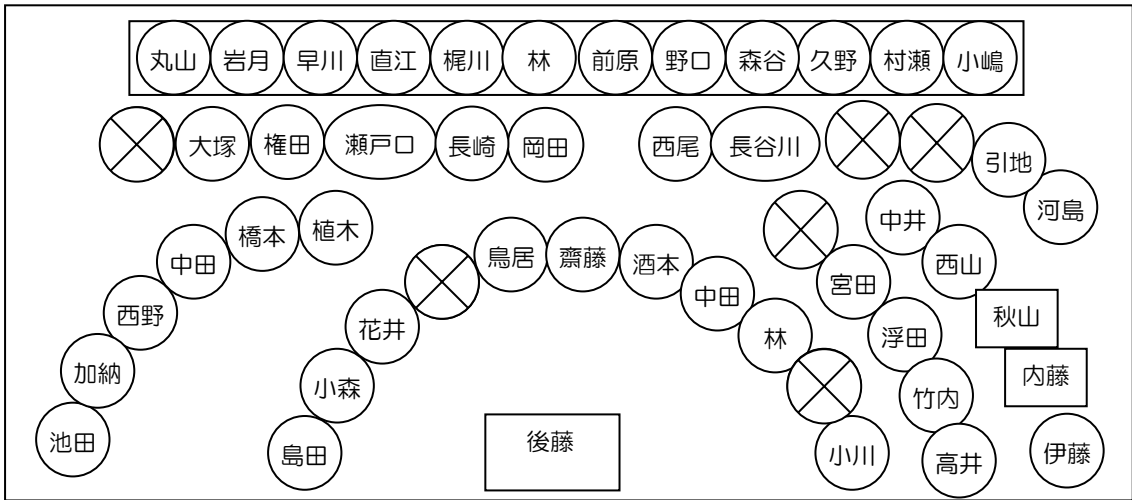 丸山 岩月 早川 直江 梶川 林 前原 野口 森谷 久野 村瀬 小嶋
大塚 権田 瀬戸口 長崎 岡田 西尾 長谷川 引地
河島
中井
植木
橋本
中田
西野
加納
池田
鳥居 齋藤 酒本
中田
林
小川
花井
小森
島田
宮田
浮田
竹内
高井
西山
秋山
内藤
伊藤
後藤